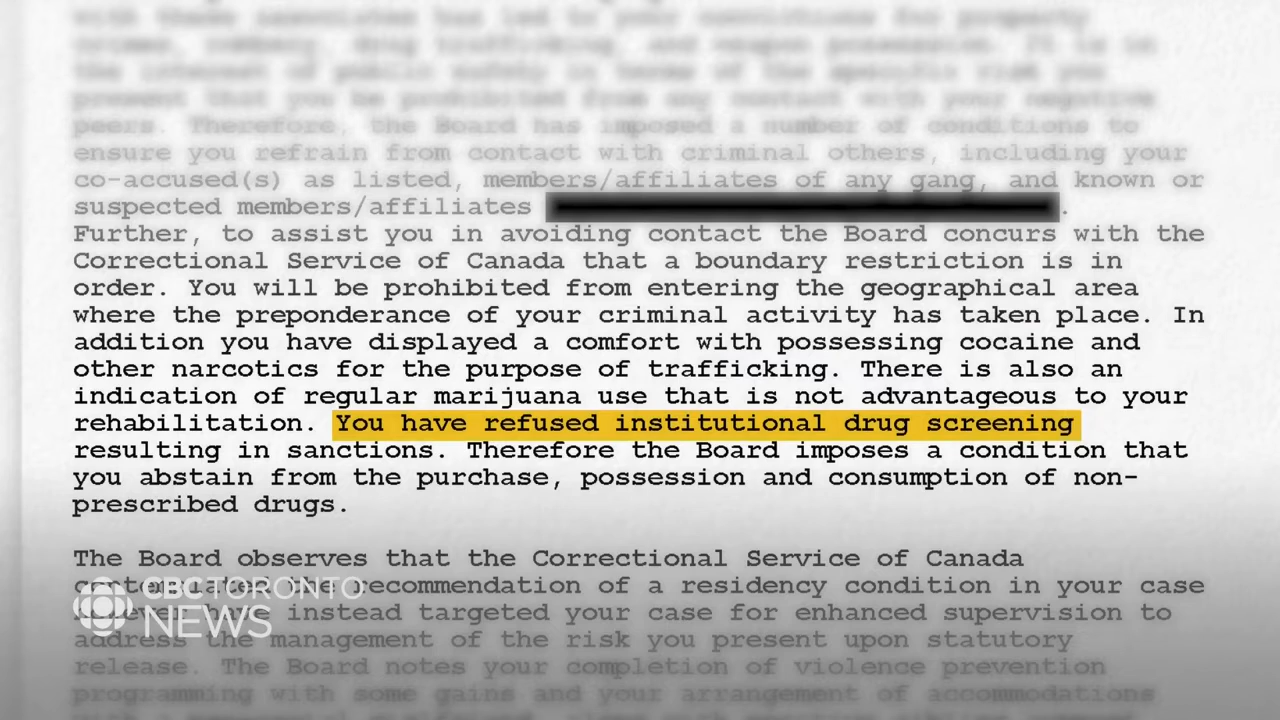 with these associates has led to your convictions for property
crimes, robbery, drug trafficking, and weapon possession. It is in
the interest of public safety in terms of the specific risk you
present that you be prohibited from any contact with your negative
peers. Therefore, the Board has imposed a number of conditions to
ensure you refrain from contact with criminal others, including your
co-accused(s) as listed, members/affiliates of any gang, and known or
suspected members/affiliates .
Further, to assist you in avoiding contact the Board concurs with the
Correctional Service of Canada that a boundary restriction is in
order. You will be prohibited from entering the geographical area
where the preponderance of your criminal activity has taken place. In
addition you have displayed a comfort with possessing cocaine and
other narcotics for the purpose of trafficking. There is also an
indication of regular marijuana use that is not advantageous to your
rehabilitation. You have refused institutional drug screening
resulting in sanctions. Therefore the Board imposes a condition that
you abstain from the purchase, possession and consumption of non-
prescribed drugs.
The Board observes that the Correctional Service of Canada
recommendation of a residency condition in your case
instead targeted your case for enhanced supervision to
address the management of the risk you present upon statutory
release. The Board notes your completion of violence prevention
programming with some gains and your arrangement of accommodations
CBC TORONTO
NEWS